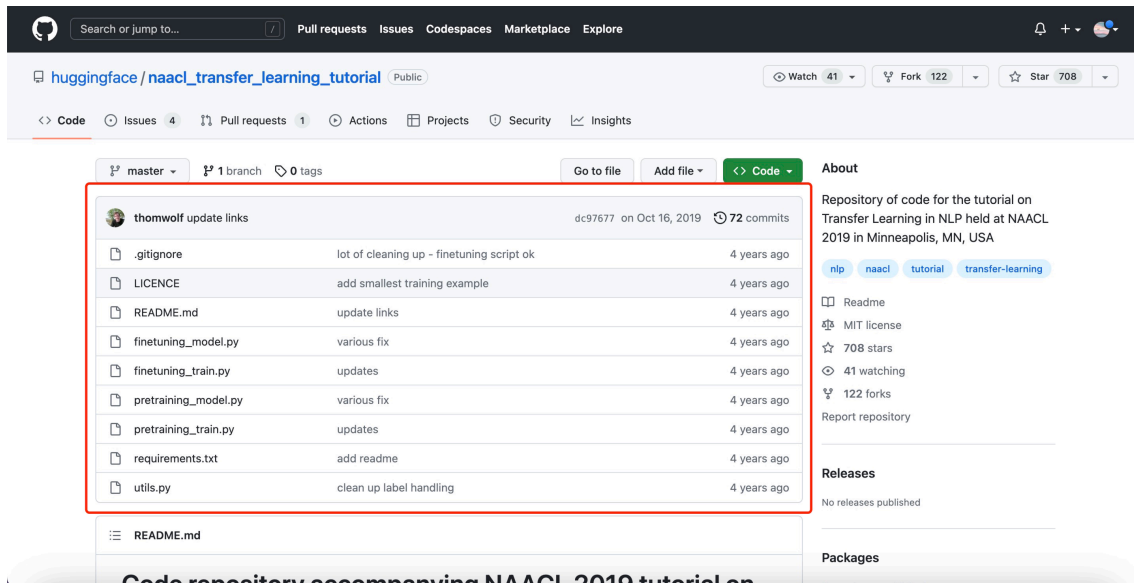 Search or jump to... / Pull requests Issues Codespaces Marketplace Explore
huggingface / naacl_transfer_learning_tutorial Public Watch 41 Fork 122 Star 708
Code Issues 4 Pull requests 1 Actions Projects Security Insights
master 1 branch 0 tags Go to file Add file Code
thomwolf update links dc97677 on Oct 16, 2019 72 commits
.gitignore lot of cleaning up - finetuning script ok 4 years ago
LICENCE add smallest training example 4 years ago
README.md update links 4 years ago
finetuning_model.py various fix 4 years ago
finetuning_train.py updates 4 years ago
pretraining_model.py various fix 4 years ago
pretraining_train.py updates 4 years ago
requirements.txt add readme 4 years ago
utils.py clean up label handling 4 years ago
README.md
Code repository accompanying NAACL 2019 tutorial on
About
Repository of code for the tutorial on
Transfer Learning in NLP held at NAACL
2019 in Minneapolis, MN, USA
nlp naacl tutorial transfer-learning
Readme
MIT license
708 stars
41 watching
122 forks
Report repository
Releases
No releases published
Packages